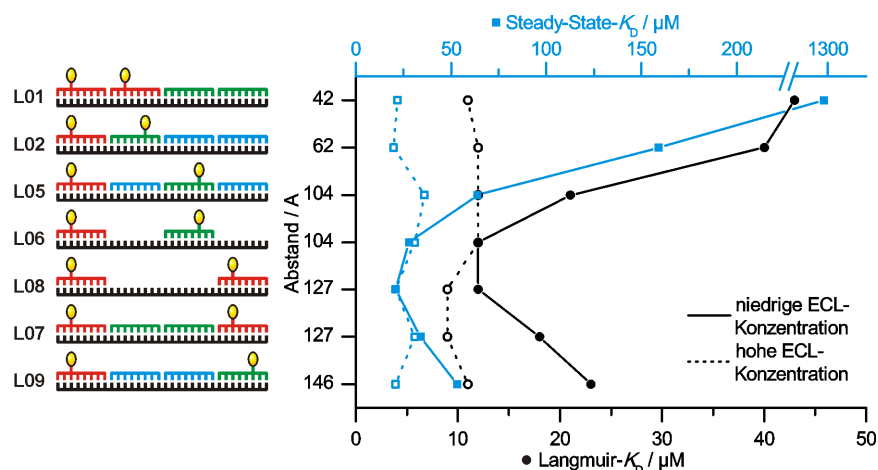 Steady-State-K_D / µM
0 50 100 150 200 1300
L01
L02
L05
L06
L08
L07
L09
Abstand / A
42
62
104
104
127
127
146
niedrige ECL-
Konzentration
hohe ECL-
Konzentration
0 10 20 30 40 50
Langmuir-K_D / µM